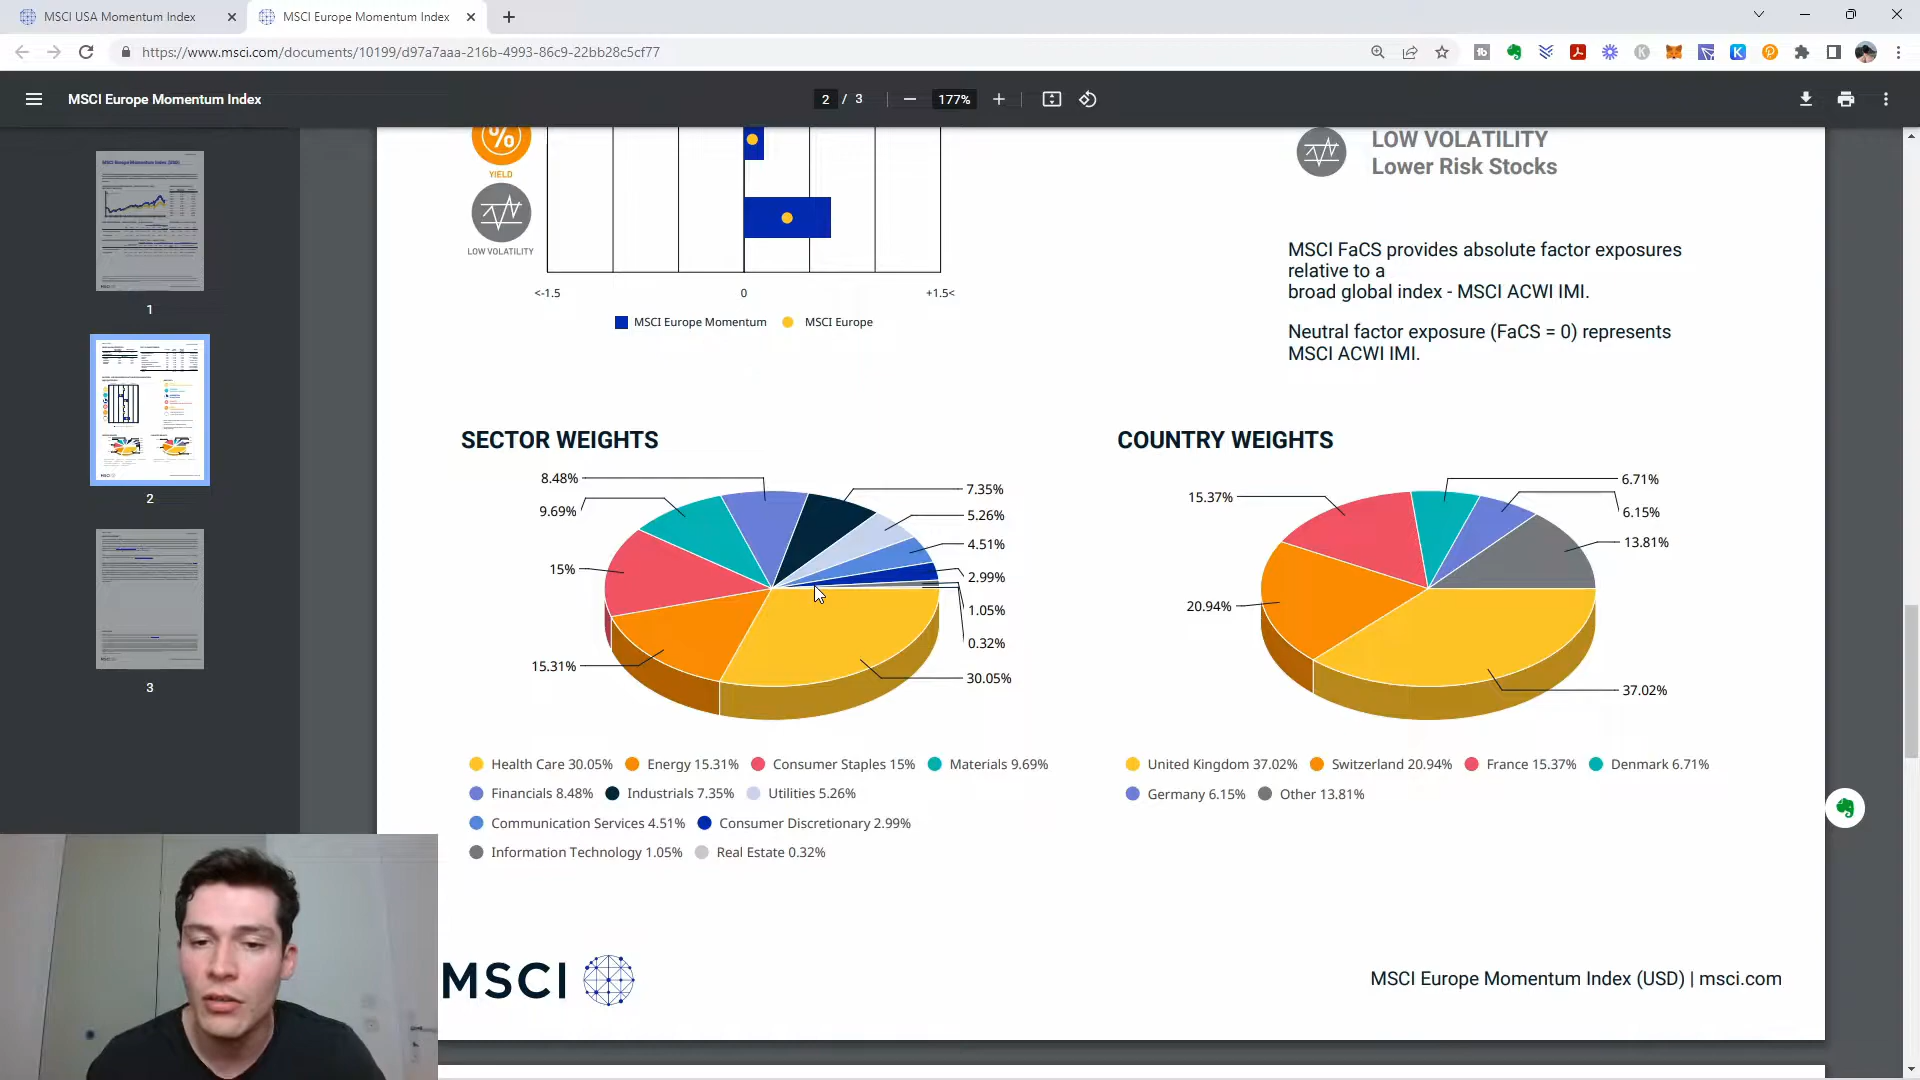 MSCI USA Momentum Index
MSCI Europe Momentum Index
https://www.msci.com/documents/10199/d97a7aaa-216b-4993-86c9-22bb28c5cf77
MSCI Europe Momentum Index
2 / 3
177%
1
2
3
%
YIELD
LOW VOLATILITY
<-1.5
0
+1.5<
MSCI Europe Momentum
MSCI Europe
LOW VOLATILITY
Lower Risk Stocks
MSCI FaCS provides absolute factor exposures
relative to a
broad global index - MSCI ACWI IMI.
Neutral factor exposure (FaCS = 0) represents
MSCI ACWI IMI.
SECTOR WEIGHTS
8.48%
9.69%
15%
15.31%
7.35%
5.26%
4.51%
2.99%
1.05%
0.32%
30.05%
Health Care 30.05% Energy 15.31% Consumer Staples 15% Materials 9.69%
Financials 8.48% Industrials 7.35% Utilities 5.26%
Communication Services 4.51% Consumer Discretionary 2.99%
Information Technology 1.05% Real Estate 0.32%
COUNTRY WEIGHTS
15.37%
20.94%
6.71%
6.15%
13.81%
37.02%
United Kingdom 37.02% Switzerland 20.94% France 15.37% Denmark 6.71%
Germany 6.15% Other 13.81%
MSCI
MSCI Europe Momentum Index (USD) | msci.com